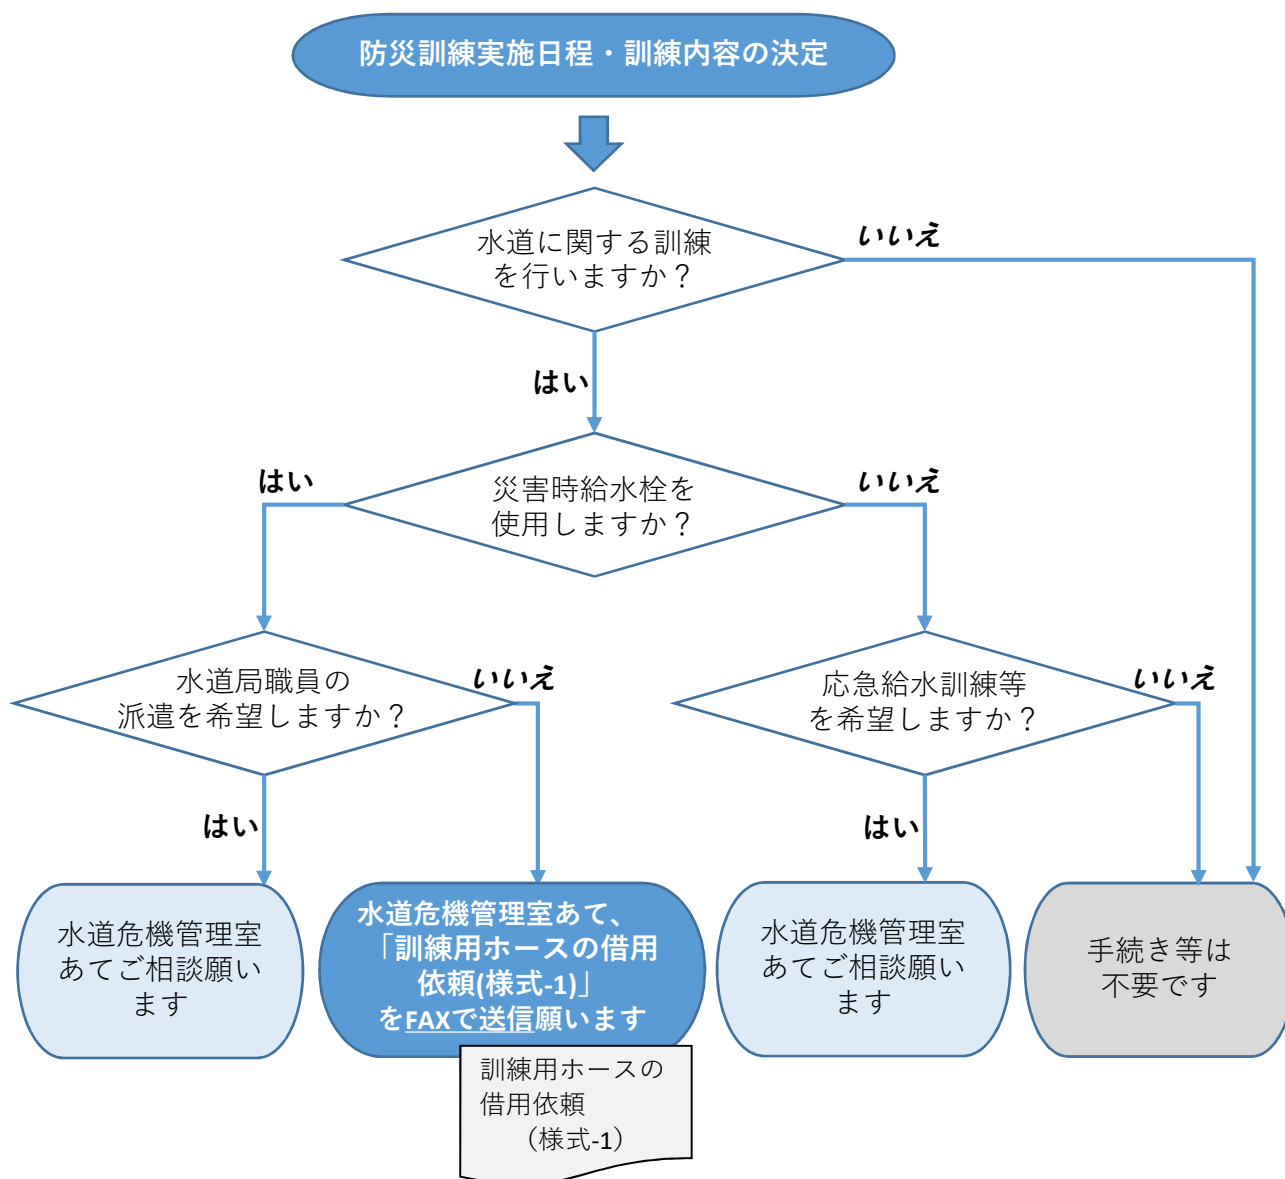 防災訓練実施日程・訓練内容の決定
水道に関する訓練
を行いますか？
いいえ
はい
災害時給水栓を
使用しますか？
はい
いいえ
水道局職員の
派遣を希望しますか？
いいえ
はい
応急給水訓練等
を希望しますか？
いいえ
はい
水道危機管理室
あてご相談願い
ます
水道危機管理室あて、
「訓練用ホースの借用
依頼(様式-1)」
をFAXで送信願います
訓練用ホースの
借用依頼
（様式-1）
水道危機管理室
あてご相談願い
ます
手続き等は
不要です